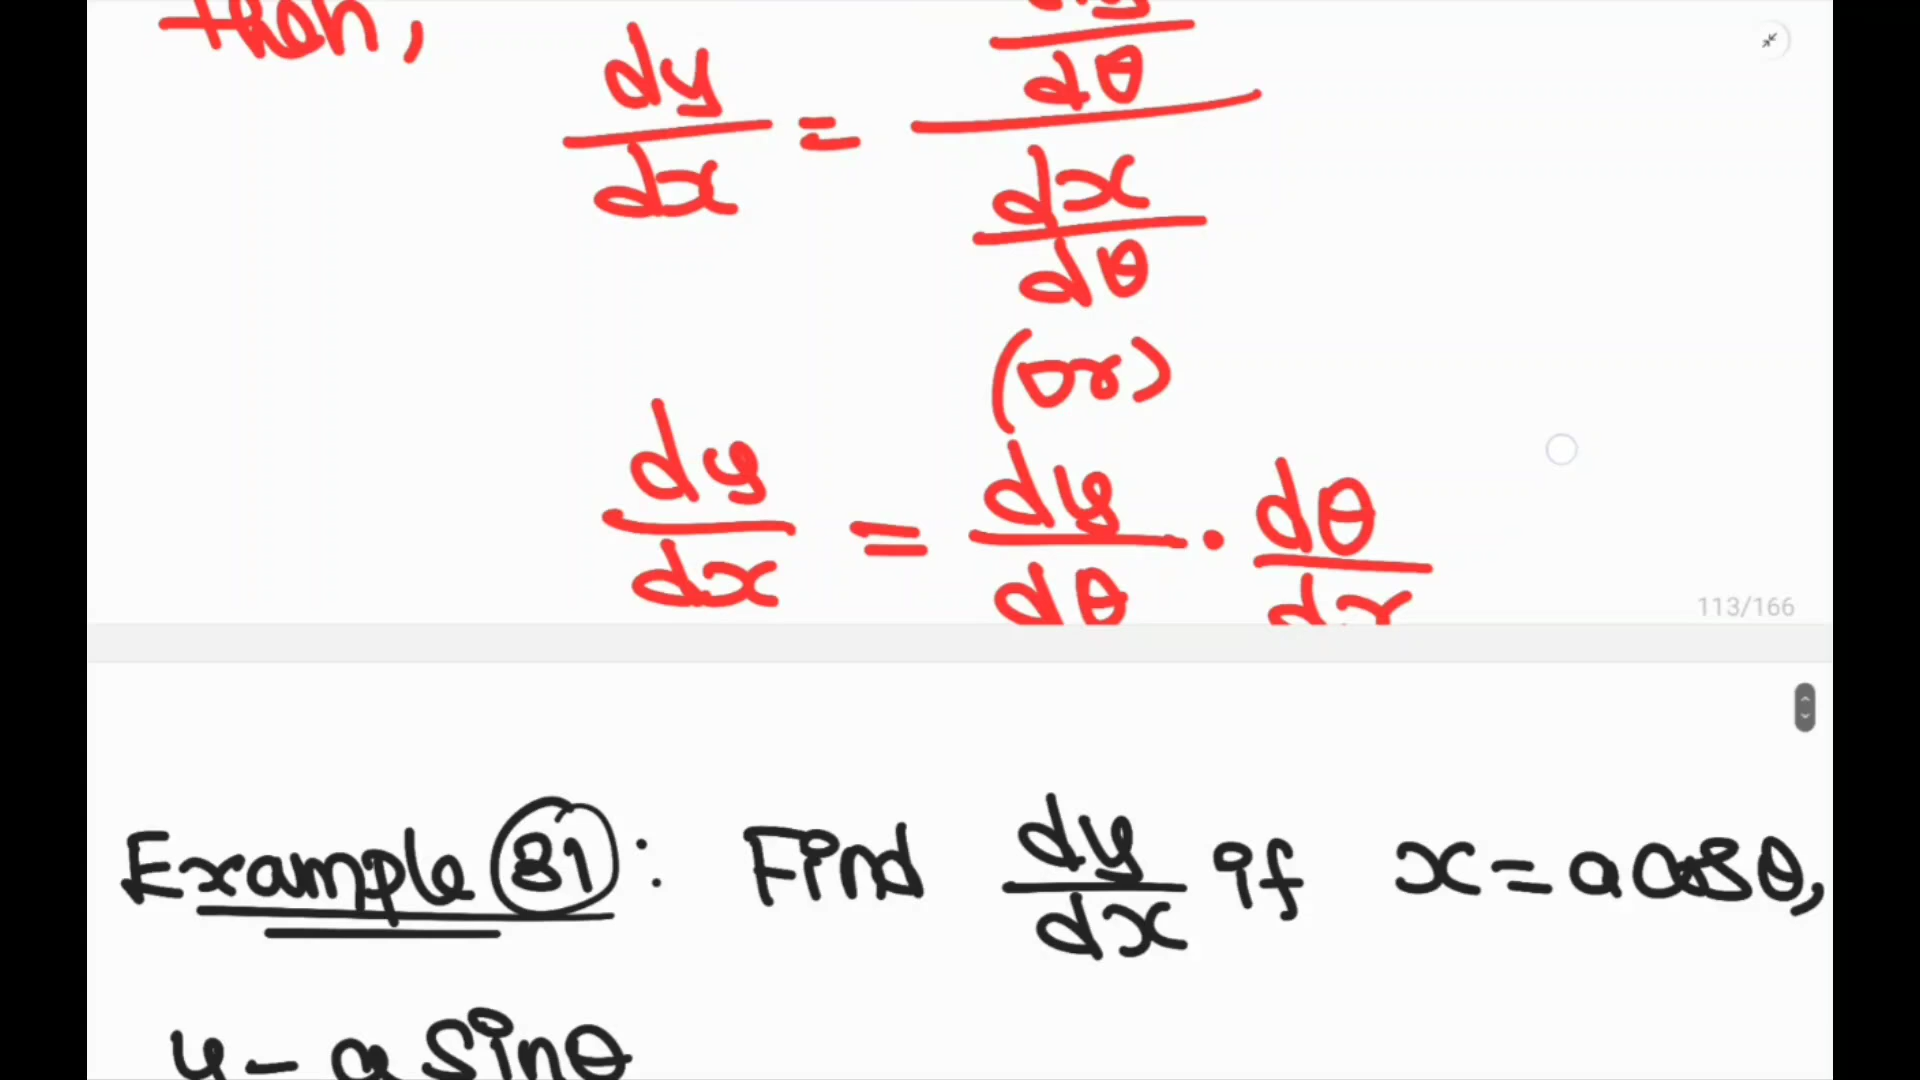 then,
dy/dx = (dy/dθ)/(dx/dθ)
(or)
dy/dx = dy/dθ . dθ/dx
113/166
Example 31 : Find dy/dx if x = a cosθ,
y = a sinθ